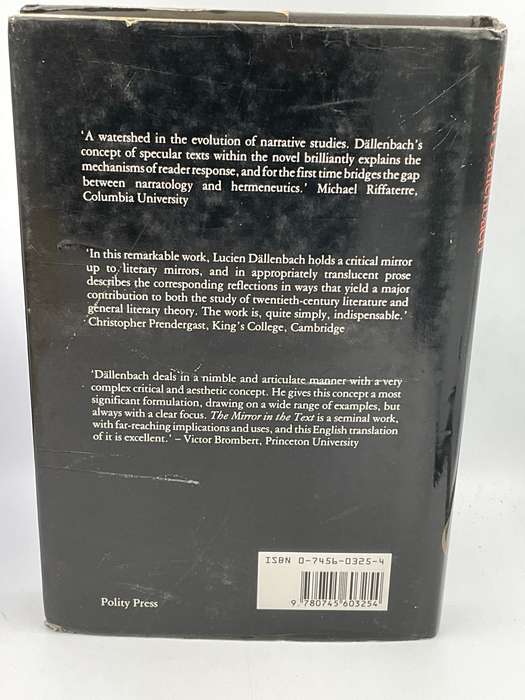 'A watershed in the evolution of narrative studies. Dällenbach's
concept of specular texts within the novel brilliantly explains the
mechanisms of reader response, and for the first time bridges the gap
between narratology and hermeneutics.' Michael Riffaterre,
Columbia University
'In this remarkable work, Lucien Dällenbach holds a critical mirror
up to literary mirrors, and in appropriately translucent prose
describes the corresponding reflections in ways that yield a major
contribution to both the study of twentieth-century literature and
general literary theory. The work is, quite simply, indispensable.'
Christopher Prendergast, King's College, Cambridge
'Dällenbach deals in a nimble and articulate manner with a very
complex critical and aesthetic concept. He gives this concept a most
significant formulation, drawing on a wide range of examples, but
always with a clear focus. The Mirror in the Text is a seminal work,
with far-reaching implications and uses, and this English translation
of it is excellent.' – Victor Brombert, Princeton University
ISBN 0-7456-0325-4
9 780745 603254
Polity Press